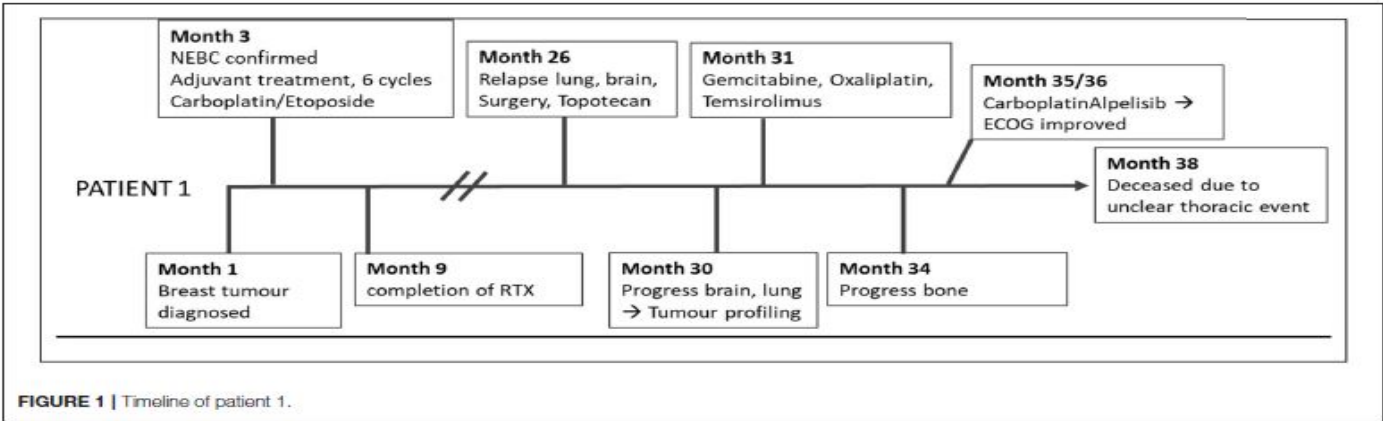 Month 3
NEBC confirmed
Adjuvant treatment, 6 cycles
Carboplatin/Etoposide
Month 26
Relapse lung, brain,
Surgery, Topotecan
Month 31
Gemcitabine, Oxaliplatin,
Temsirolimus
Month 35/36
CarboplatinAlpelisib →
ECOG improved
PATIENT 1
Month 38
Deceased due to
unclear thoracic event
Month 1
Breast tumour
diagnosed
Month 9
completion of RTX
Month 30
Progress brain, lung
→ Tumour profiling
Month 34
Progress bone
FIGURE 1 | Timeline of patient 1.